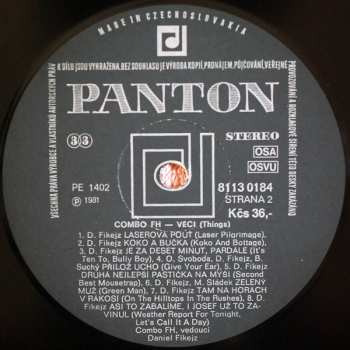 MADE IN CZECHOSLOVAKIA
K DÍLU JSOU VYHRAŽENA, BEZ SOUHLASU JE VÝROBA KOPIÍ, PRONÁJEM, PŮJČOVÁNÍ, VEŘEJNÉ
PROVOZOVÁNÍ A ROZHLASOVÉ ŠÍŘENÍ TÉTO DESKY ZAKÁZÁNO
VŠECHNA PRÁVA VÝROBCE A VLASTNÍKŮ AUTORSKÝCH PRÁV
PANTON
33
STEREO
OSA
OSVU
PE 1402
Ⓟ 1981
8113 0184
STRANA 2
Kčs 36,-
COMBO FH — VĚCI (Things)
1. D. Fikejz LASEROVÁ POUŤ (Laser Pilgrimage),
2. D. Fikejz KOKO A BUČKA (Koko And Bottage),
3. D. Fikejz JE ZA DESET MINUT, PARDÁLE (It's
Ten To, Bully Boy), 4. O. Svoboda, D. Fikejz, B.
Suchý PŘILOŽ UCHO (Give Your Ear), 5. D. Fikejz
DRUHÁ NEJLEPŠÍ PASTIČKA NA MYŠI (Second
Best Mousetrap), 6. D. Fikejz, M. Sládek ZELENÝ
MUŽ (Green Man), 7. D. Fikejz TAM NA HORÁCH
V RÁKOSÍ (On The Hilltops In The Rushes), 8. D.
Fikejz ASI TO ZABALÍME, I JOSEF UŽ TO ZA-
VINUL (Weather Report For Tonight,
Let's Call It A Day)
Combo FH, vedoucí
Daniel Fikejz